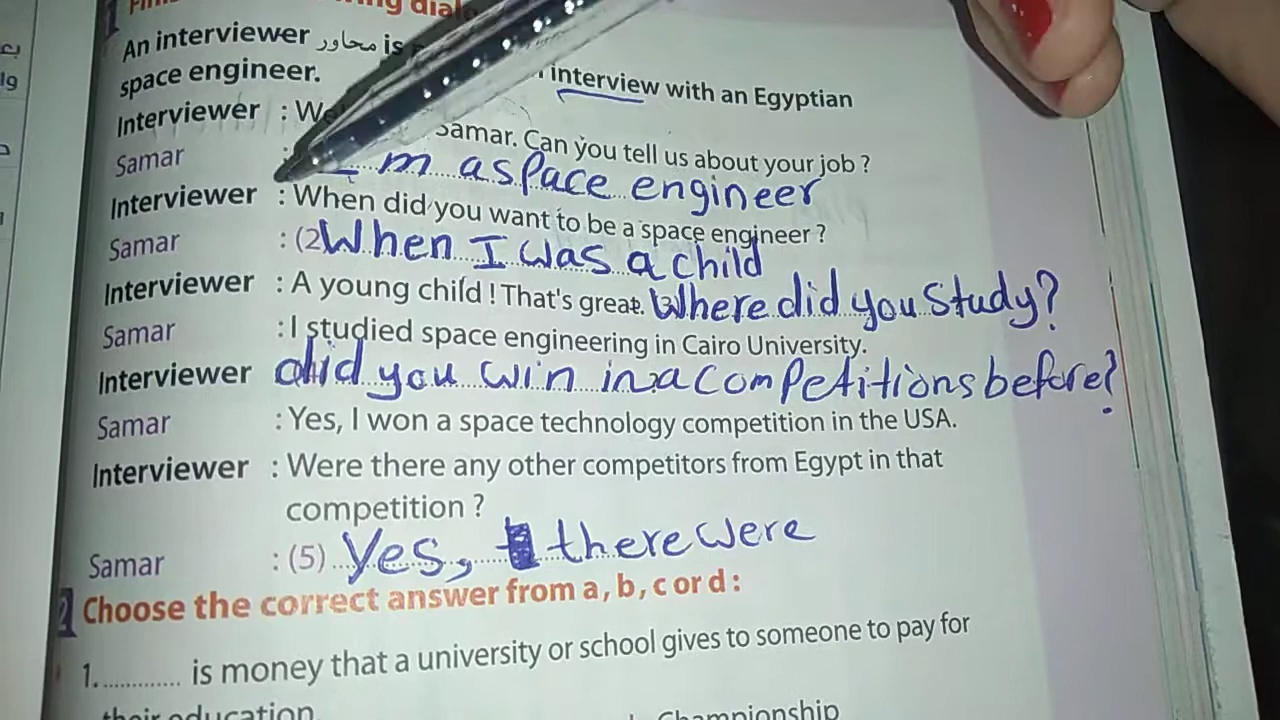 dial
An interviewer محاور is
interview with an Egyptian
space engineer.
Interviewer : We Samar. Can you tell us about your job ?
Samar : I m a space engineer
Interviewer : When did you want to be a space engineer ?
Samar : (2 When I was a child
Interviewer : A young child ! That's great. Where did you Study?
Samar : I studied space engineering in Cairo University.
Interviewer did you win in a competitions before?
Samar : Yes, I won a space technology competition in the USA.
Interviewer : Were there any other competitors from Egypt in that
competition ?
Samar : (5) Yes, there were
2 Choose the correct answer from a, b, c or d :
1. ............. is money that a university or school gives to someone to pay for
their education.
Championship